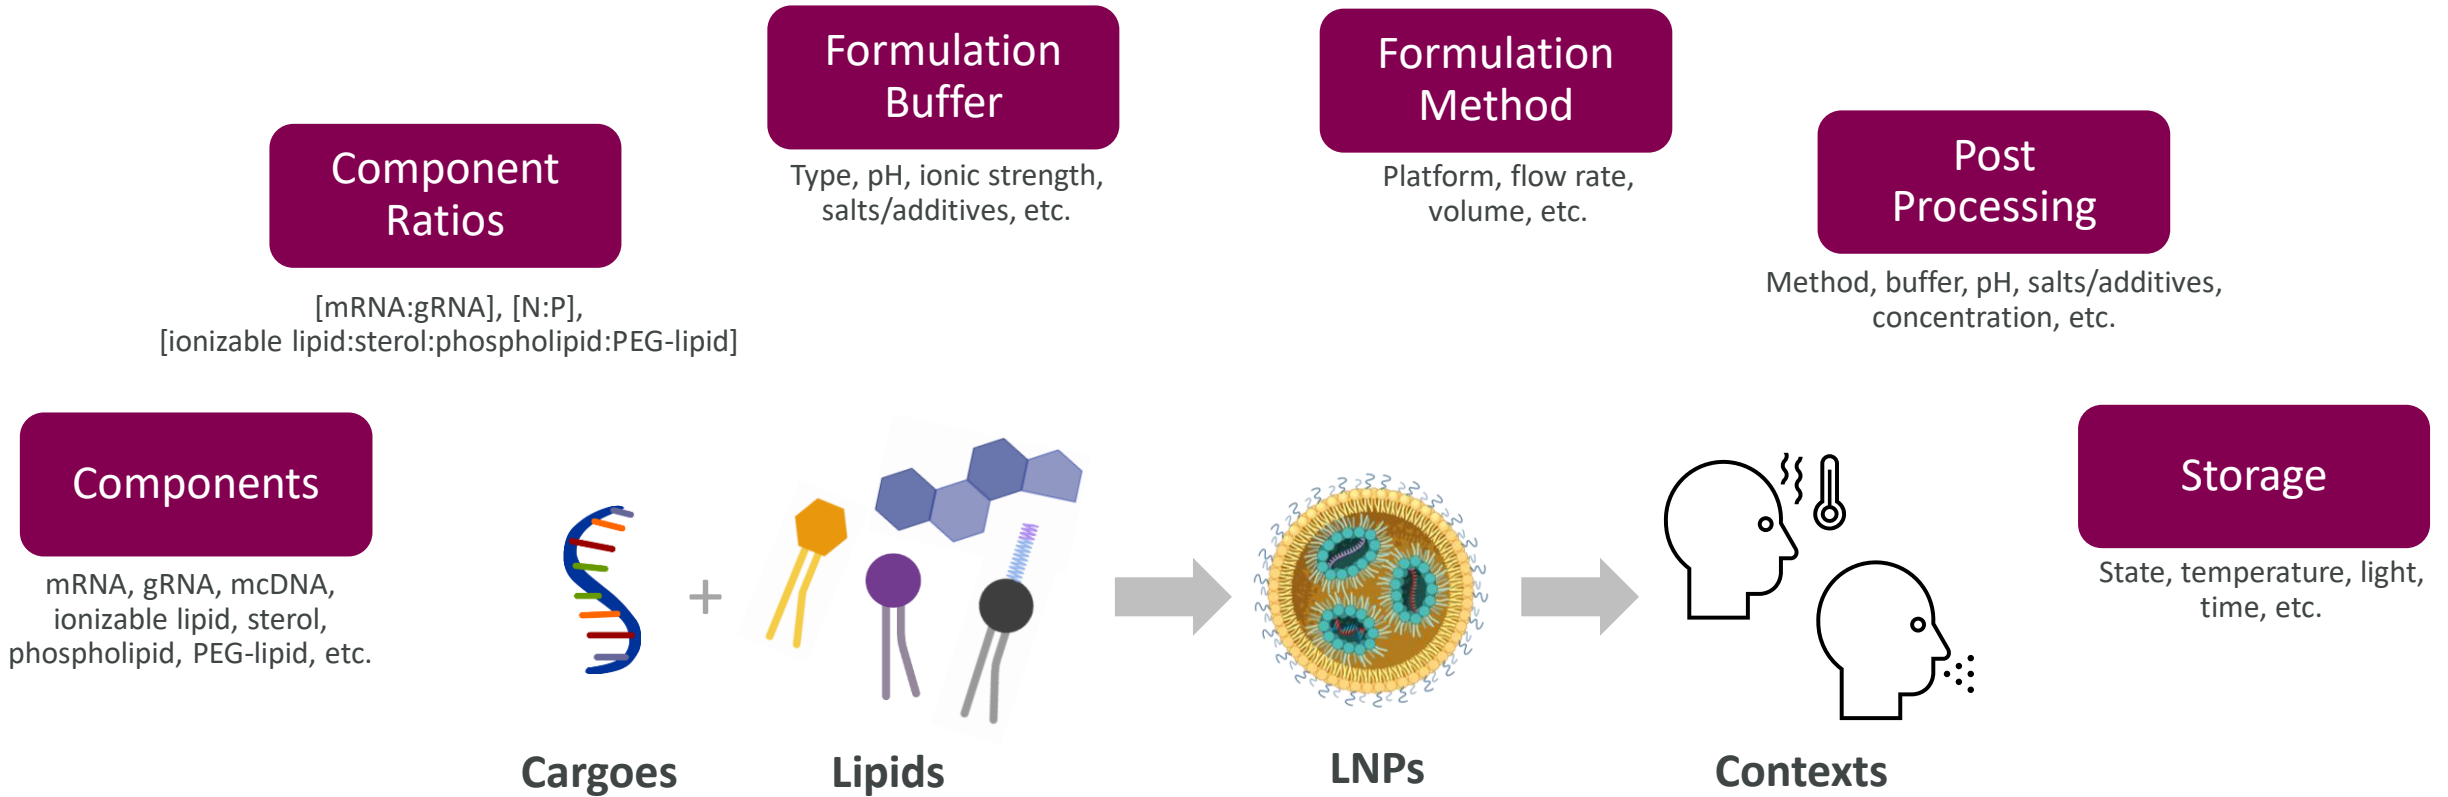 Formulation
Buffer
Type, pH, ionic strength,
salts/additives, etc.
Formulation
Method
Platform, flow rate,
volume, etc.
Component
Ratios
[mRNA:gRNA], [N:P],
[ionizable lipid:sterol:phospholipid:PEG-lipid]
Post
Processing
Method, buffer, pH, salts/additives,
concentration, etc.
Components
mRNA, gRNA, mcDNA,
ionizable lipid, sterol,
phospholipid, PEG-lipid, etc.
Storage
State, temperature, light,
time, etc.
+
Cargoes
Lipids
LNPs
Contexts